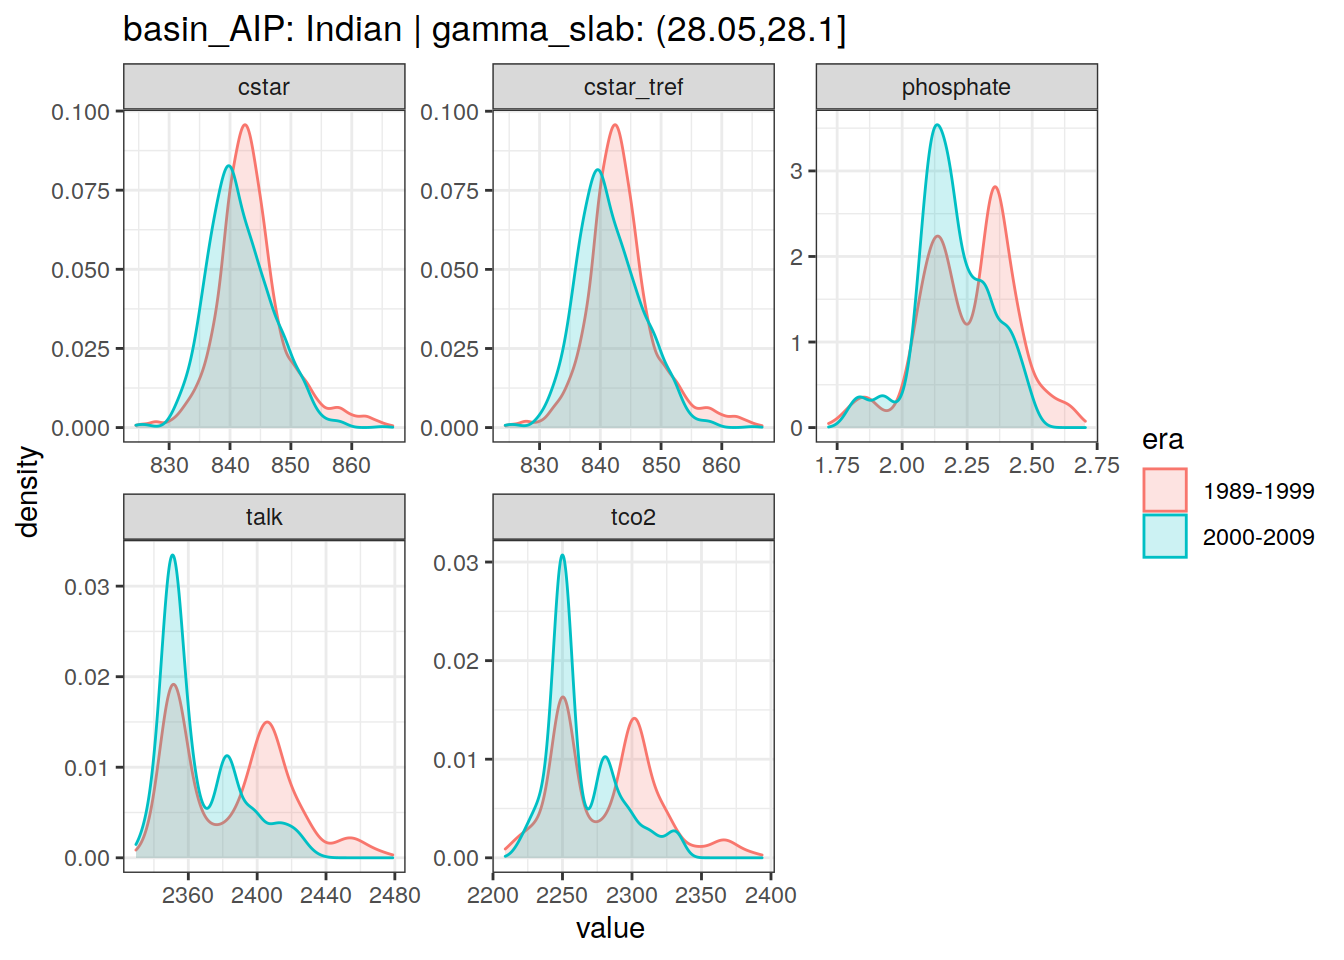 basin_AIP: Indian | gamma_slab: (28.05,28.1]
cstar
cstar_tref
phosphate
0.100
0.075
0.050
0.025
0.000
830 840 850 860
0.100
0.075
0.050
0.025
0.000
830 840 850 860
3
2
1
0
1.75 2.00 2.25 2.50 2.75
density
talk
tco2
0.03
0.02
0.01
0.00
2360 2400 2440 2480
0.03
0.02
0.01
0.00
2200 2250 2300 2350 2400
value
era
1989-1999
2000-2009